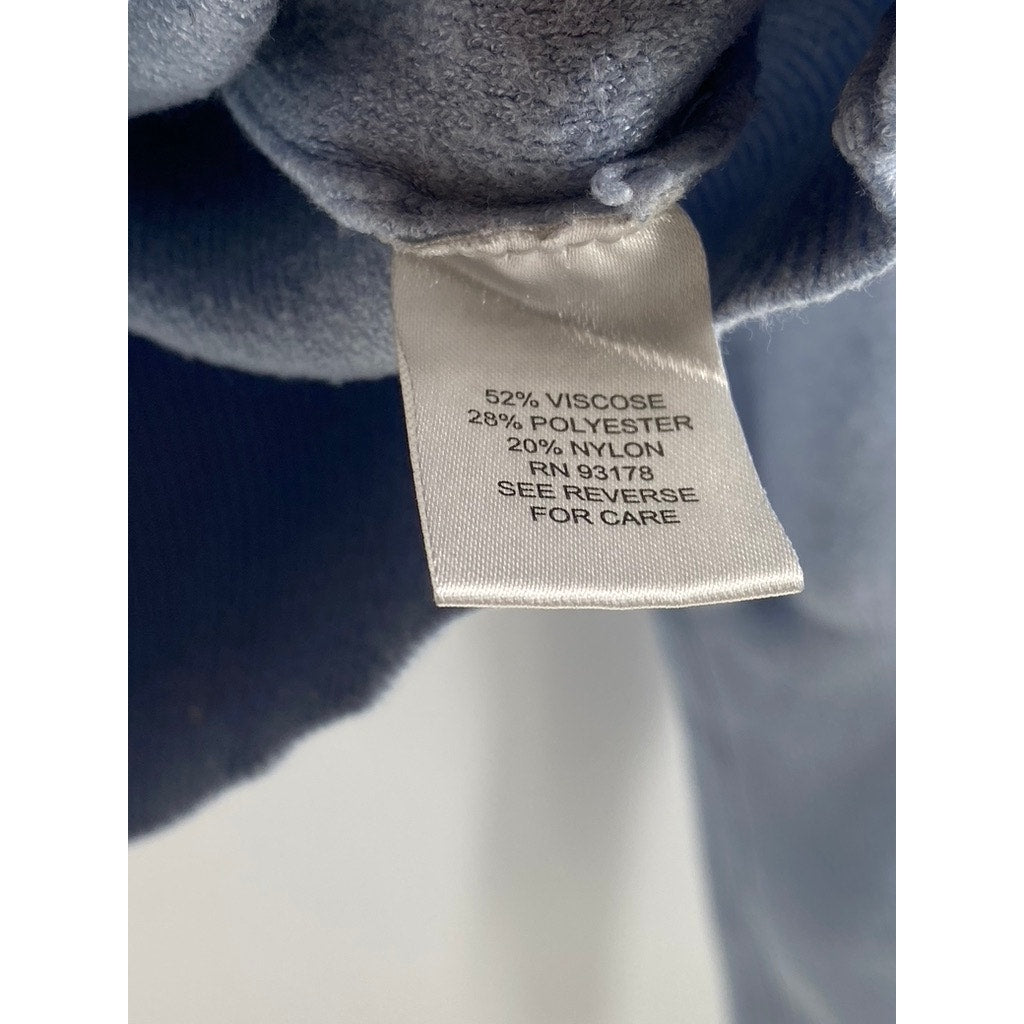 52% VISCOSE
28% POLYESTER
20% NYLON
RN 93178
SEE REVERSE
FOR CARE